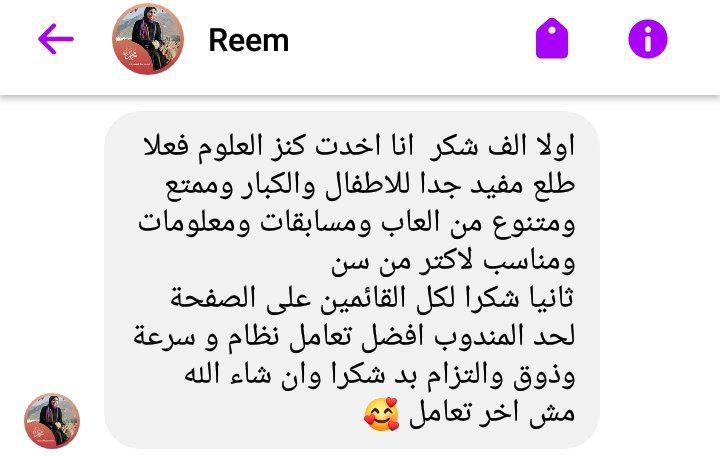 Reem
اولا الف شكر انا اخدت كنز العلوم فعلا
طلع مفيد جدا للاطفال والكبار وممتع
ومتنوع من العاب ومسابقات ومعلومات
ومناسب لاكتر من سن
ثانيا شكرا لكل القائمين على الصفحة
لحد المندوب افضل تعامل نظام و سرعة
وذوق والتزام بد شكرا وان شاء الله
مش اخر تعامل 🥰